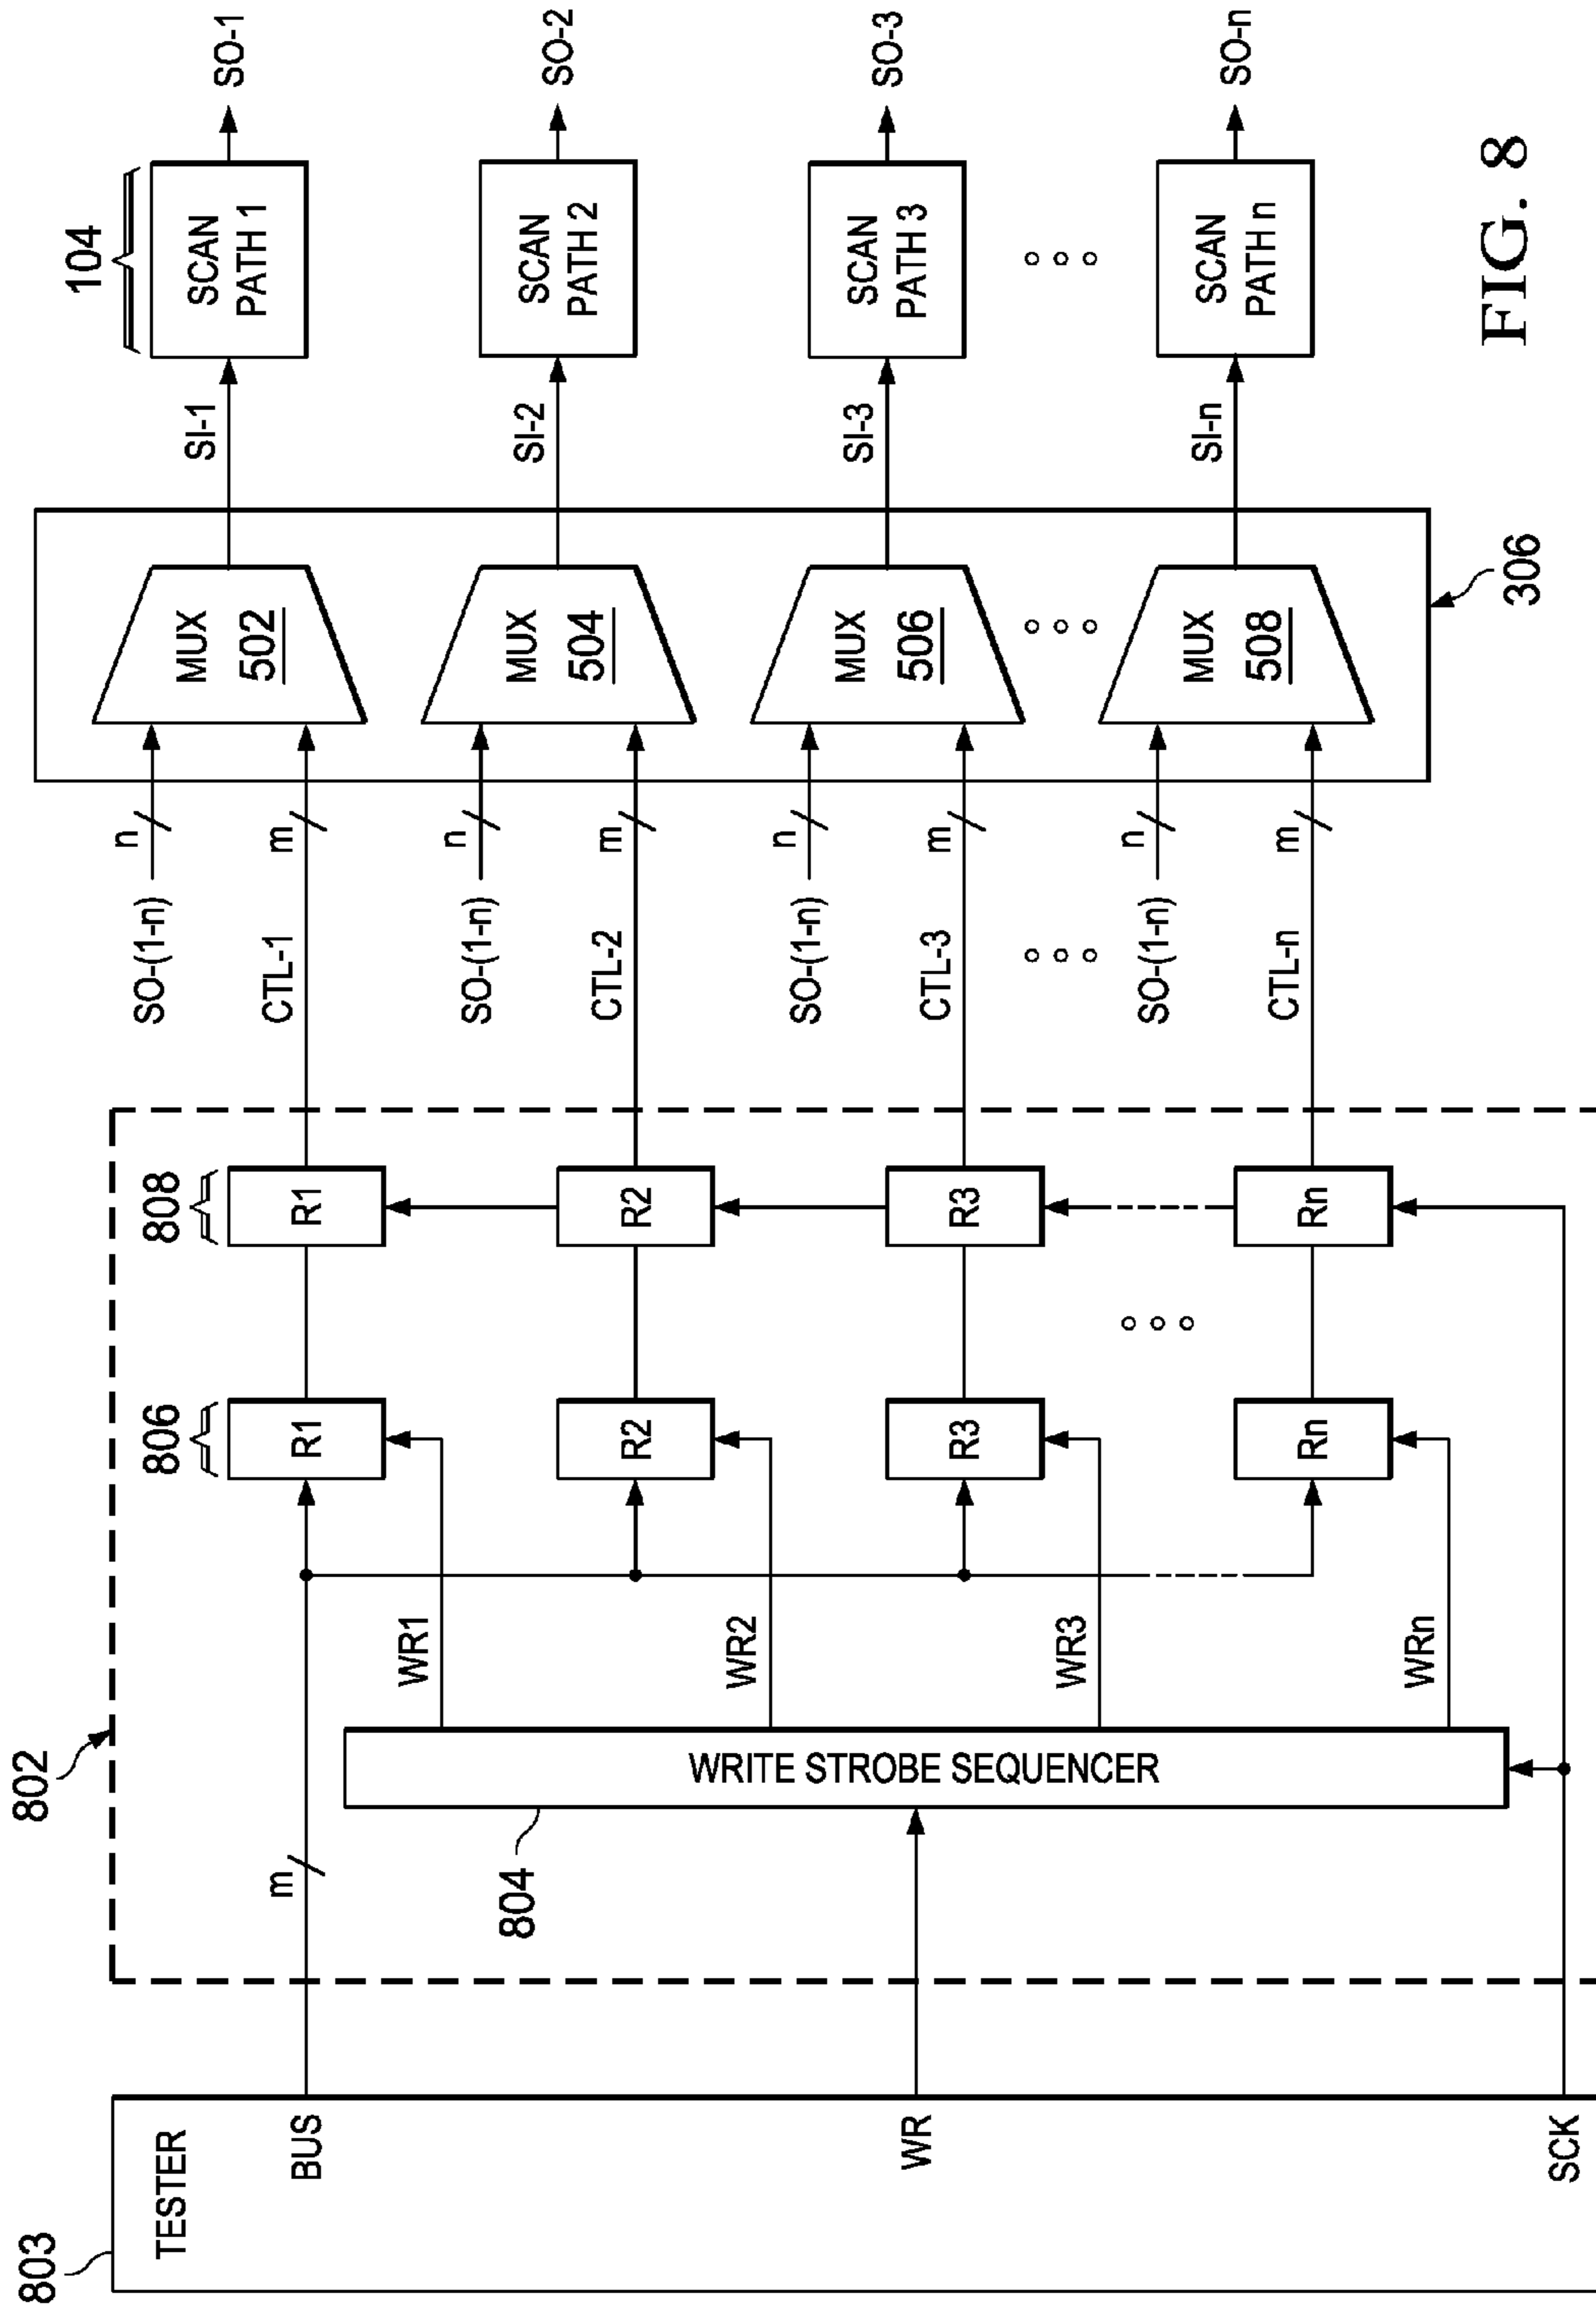 803
TESTER
BUS
WR
SCK
802
m
804
WRITE STROBE SEQUENCER
WR1
WR2
WR3
WRn
806
R1
R2
R3
Rn
808
R1
R2
R3
Rn
SO-(1-n)
n
CTL-1
m
SO-(1-n)
n
CTL-2
m
SO-(1-n)
n
CTL-3
m
SO-(1-n)
n
CTL-n
m
MUX
502
MUX
504
MUX
506
MUX
508
306
SI-1
SI-2
SI-3
SI-n
104
SCAN
PATH 1
SCAN
PATH 2
SCAN
PATH 3
SCAN
PATH n
SO-1
SO-2
SO-3
SO-n
FIG. 8